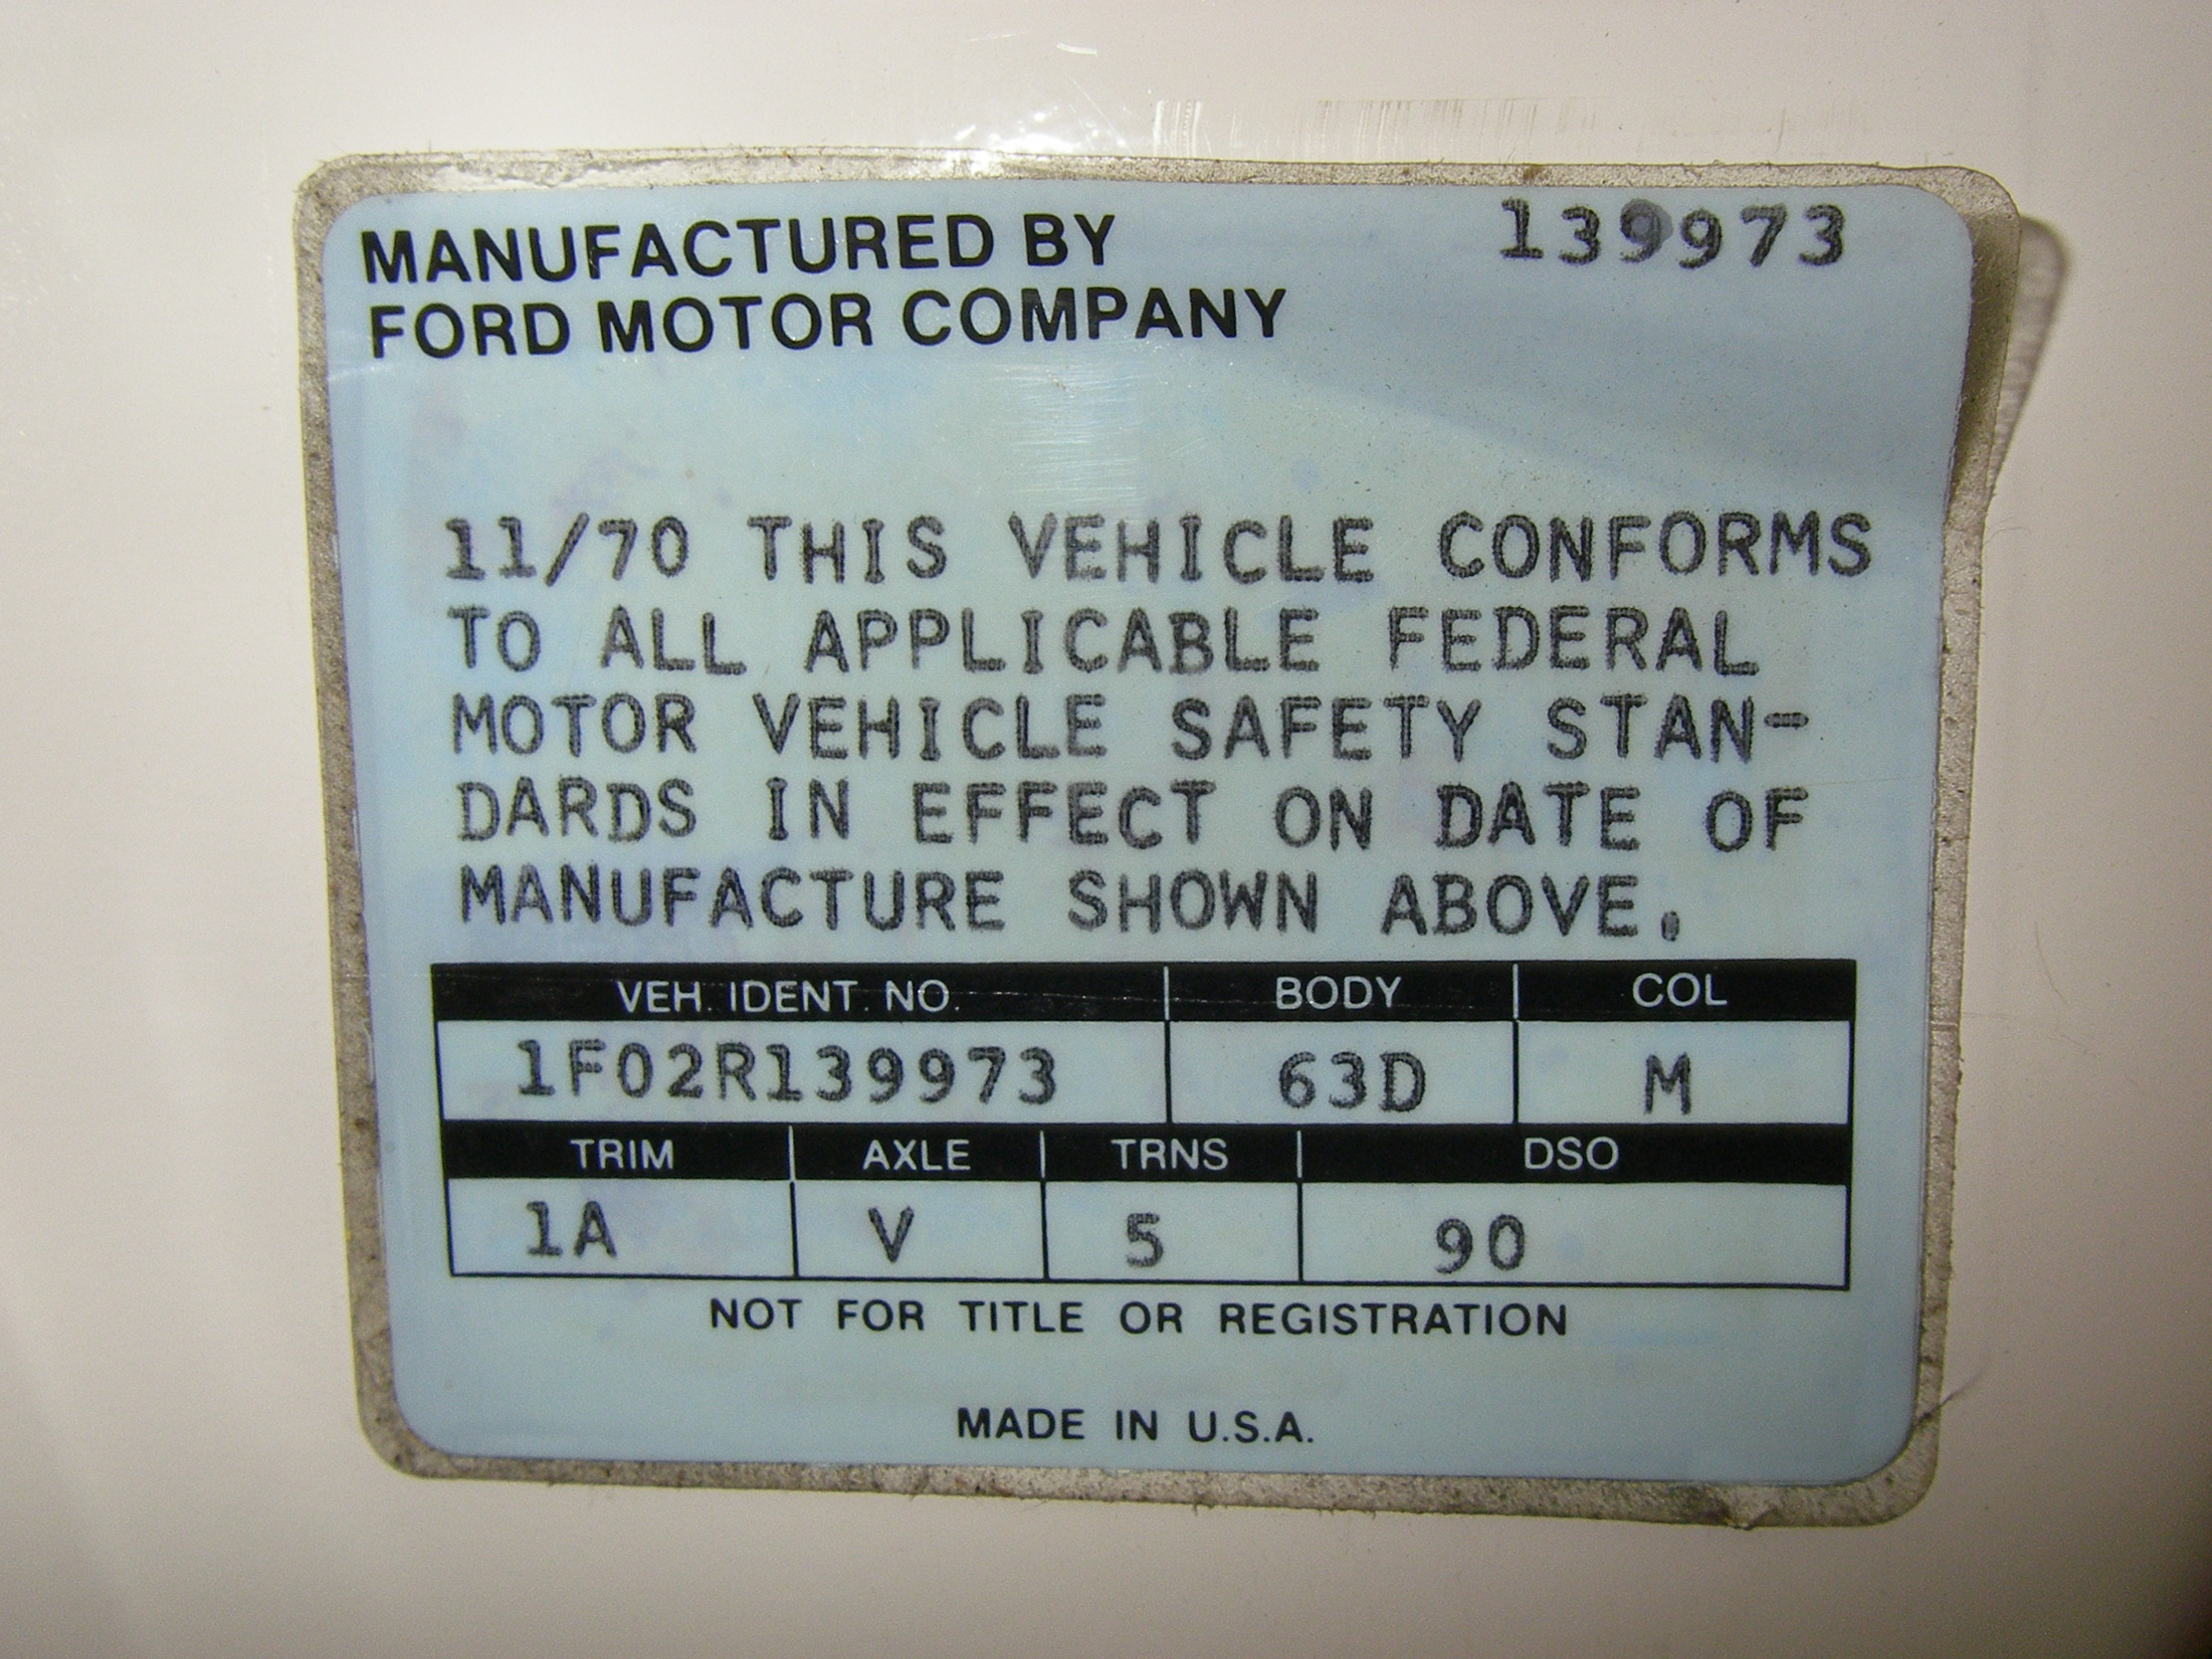 MANUFACTURED BY 139973
FORD MOTOR COMPANY
11/70 THIS VEHICLE CONFORMS
TO ALL APPLICABLE FEDERAL
MOTOR VEHICLE SAFETY STAN-
DARDS IN EFFECT ON DATE OF
MANUFACTURE SHOWN ABOVE.
VEH. IDENT. NO. BODY COL
1F02R139973 63D M
TRIM AXLE TRNS DSO
1A V 5 90
NOT FOR TITLE OR REGISTRATION
MADE IN U.S.A.